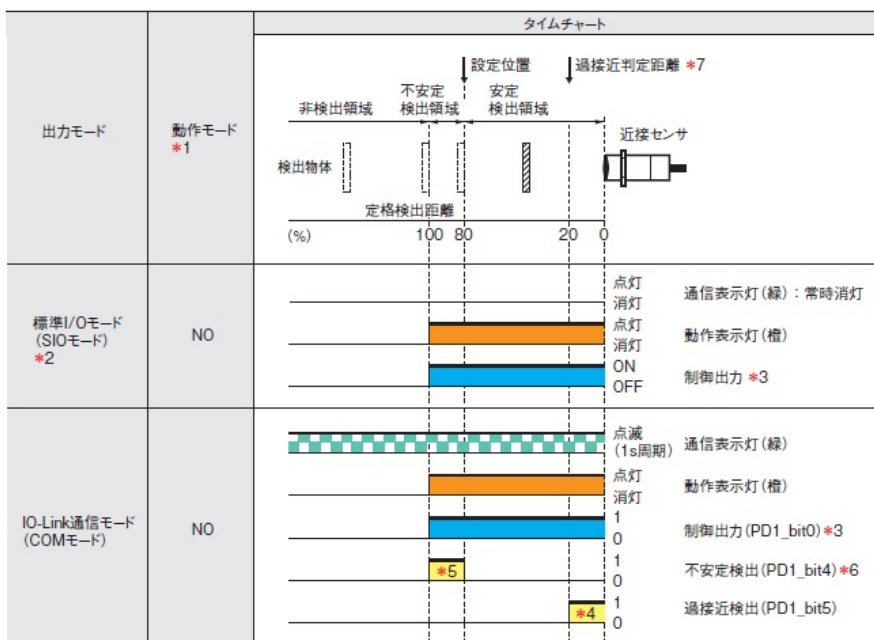 タイムチャート
出力モード
動作モード
*1
設定位置
過接近判定距離 *7
不安定
検出領域
安定
検出領域
非検出領域
近接センサ
検出物体
定格検出距離
(%)
100 80 20 0
標準I/Oモード
(SIOモード)
*2
NO
点灯
消灯
通信表示灯(緑):常時消灯
点灯
消灯
動作表示灯(橙)
ON
OFF
制御出力 *3
IO-Link通信モード
(COMモード)
NO
点滅
(1s周期)
通信表示灯(緑)
点灯
消灯
動作表示灯(橙)
1
0
制御出力(PD1_bit0)*3
*5
1
0
不安定検出(PD1_bit4)*6
*4
1
0
過接近検出(PD1_bit5)